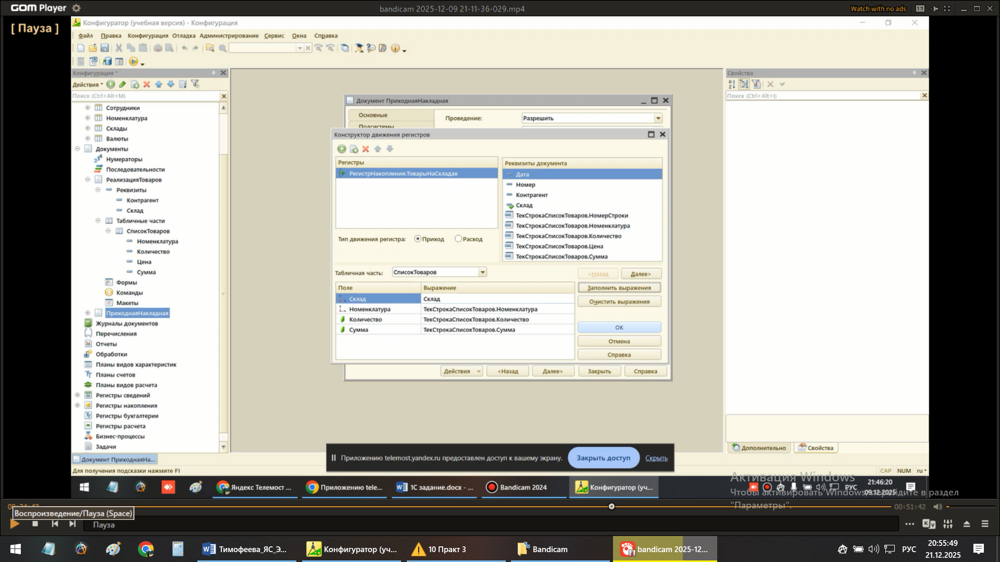 GOM Player
bandicam 2025-12-09 21-11-36-029.mp4
Watch with no ads
[ Пауза ]
Конфигуратор (учебная версия) - Конфигурация
Файл Правка Конфигурация Отладка Администрирование Сервис Окна Справка
Конфигурация *
Действия
Поиск (Ctrl+Alt+M)
Сотрудники
Номенклатура
Склады
Валюты
Документы
Нумераторы
Последовательности
РеализацияТоваров
Реквизиты
Контрагент
Склад
Табличные части
СписокТоваров
Номенклатура
Количество
Цена
Сумма
Формы
Команды
Макеты
ПриходнаяНакладная
Журналы документов
Перечисления
Отчеты
Обработки
Планы видов характеристик
Планы счетов
Планы видов расчета
Регистры сведений
Регистры накопления
Регистры бухгалтерии
Регистры расчета
Бизнес-процессы
Задачи
Документ ПриходнаяНакладная
Основные
Подсистемы
Проведение: Разрешить
Конструктор движения регистров
Регистры
РегистрНакопления.ТоварыНаСкладах
Реквизиты документа
Дата
Номер
Контрагент
Склад
ТекСтрокаСписокТоваров.НомерСтроки
ТекСтрокаСписокТоваров.Номенклатура
ТекСтрокаСписокТоваров.Количество
ТекСтрокаСписокТоваров.Цена
ТекСтрокаСписокТоваров.Сумма
Тип движения регистра: Приход Расход
Табличная часть: СписокТоваров
<Назад Далее>
Поле Выражение
Склад Склад
Номенклатура ТекСтрокаСписокТоваров.Номенклатура
Количество ТекСтрокаСписокТоваров.Количество
Сумма ТекСтрокаСписокТоваров.Сумма
Заполнить выражения
Очистить выражения
ОК
Отмена
Справка
Действия <Назад Далее> Закрыть Справка
Свойства
Поиск (Ctrl+Alt+I)
Дополнительно Свойства
Документ ПриходнаяНа...
Для получения подсказки нажмите F1
CAP NUM ru
Приложению telemost.yandex.ru предоставлен доступ к вашему экрану. Закрыть доступ Скрыть
Яндекс Телемост ...
Приложению tele...
1С задание.docx - ...
Bandicam 2024
Конфигуратор (уч...
РУС
21:46:20
09.12.2025
Активация Windows
Чтобы активировать Windows, перейдите в раздел
"Параметры".
00:51:42
Воспроизведение/Пауза (Space)
Пауза
Тимофеева_ЯС_Э...
Конфигуратор (уч...
10 Практ 3
Bandicam
bandicam 2025-12...
РУС
20:55:49
21.12.2025